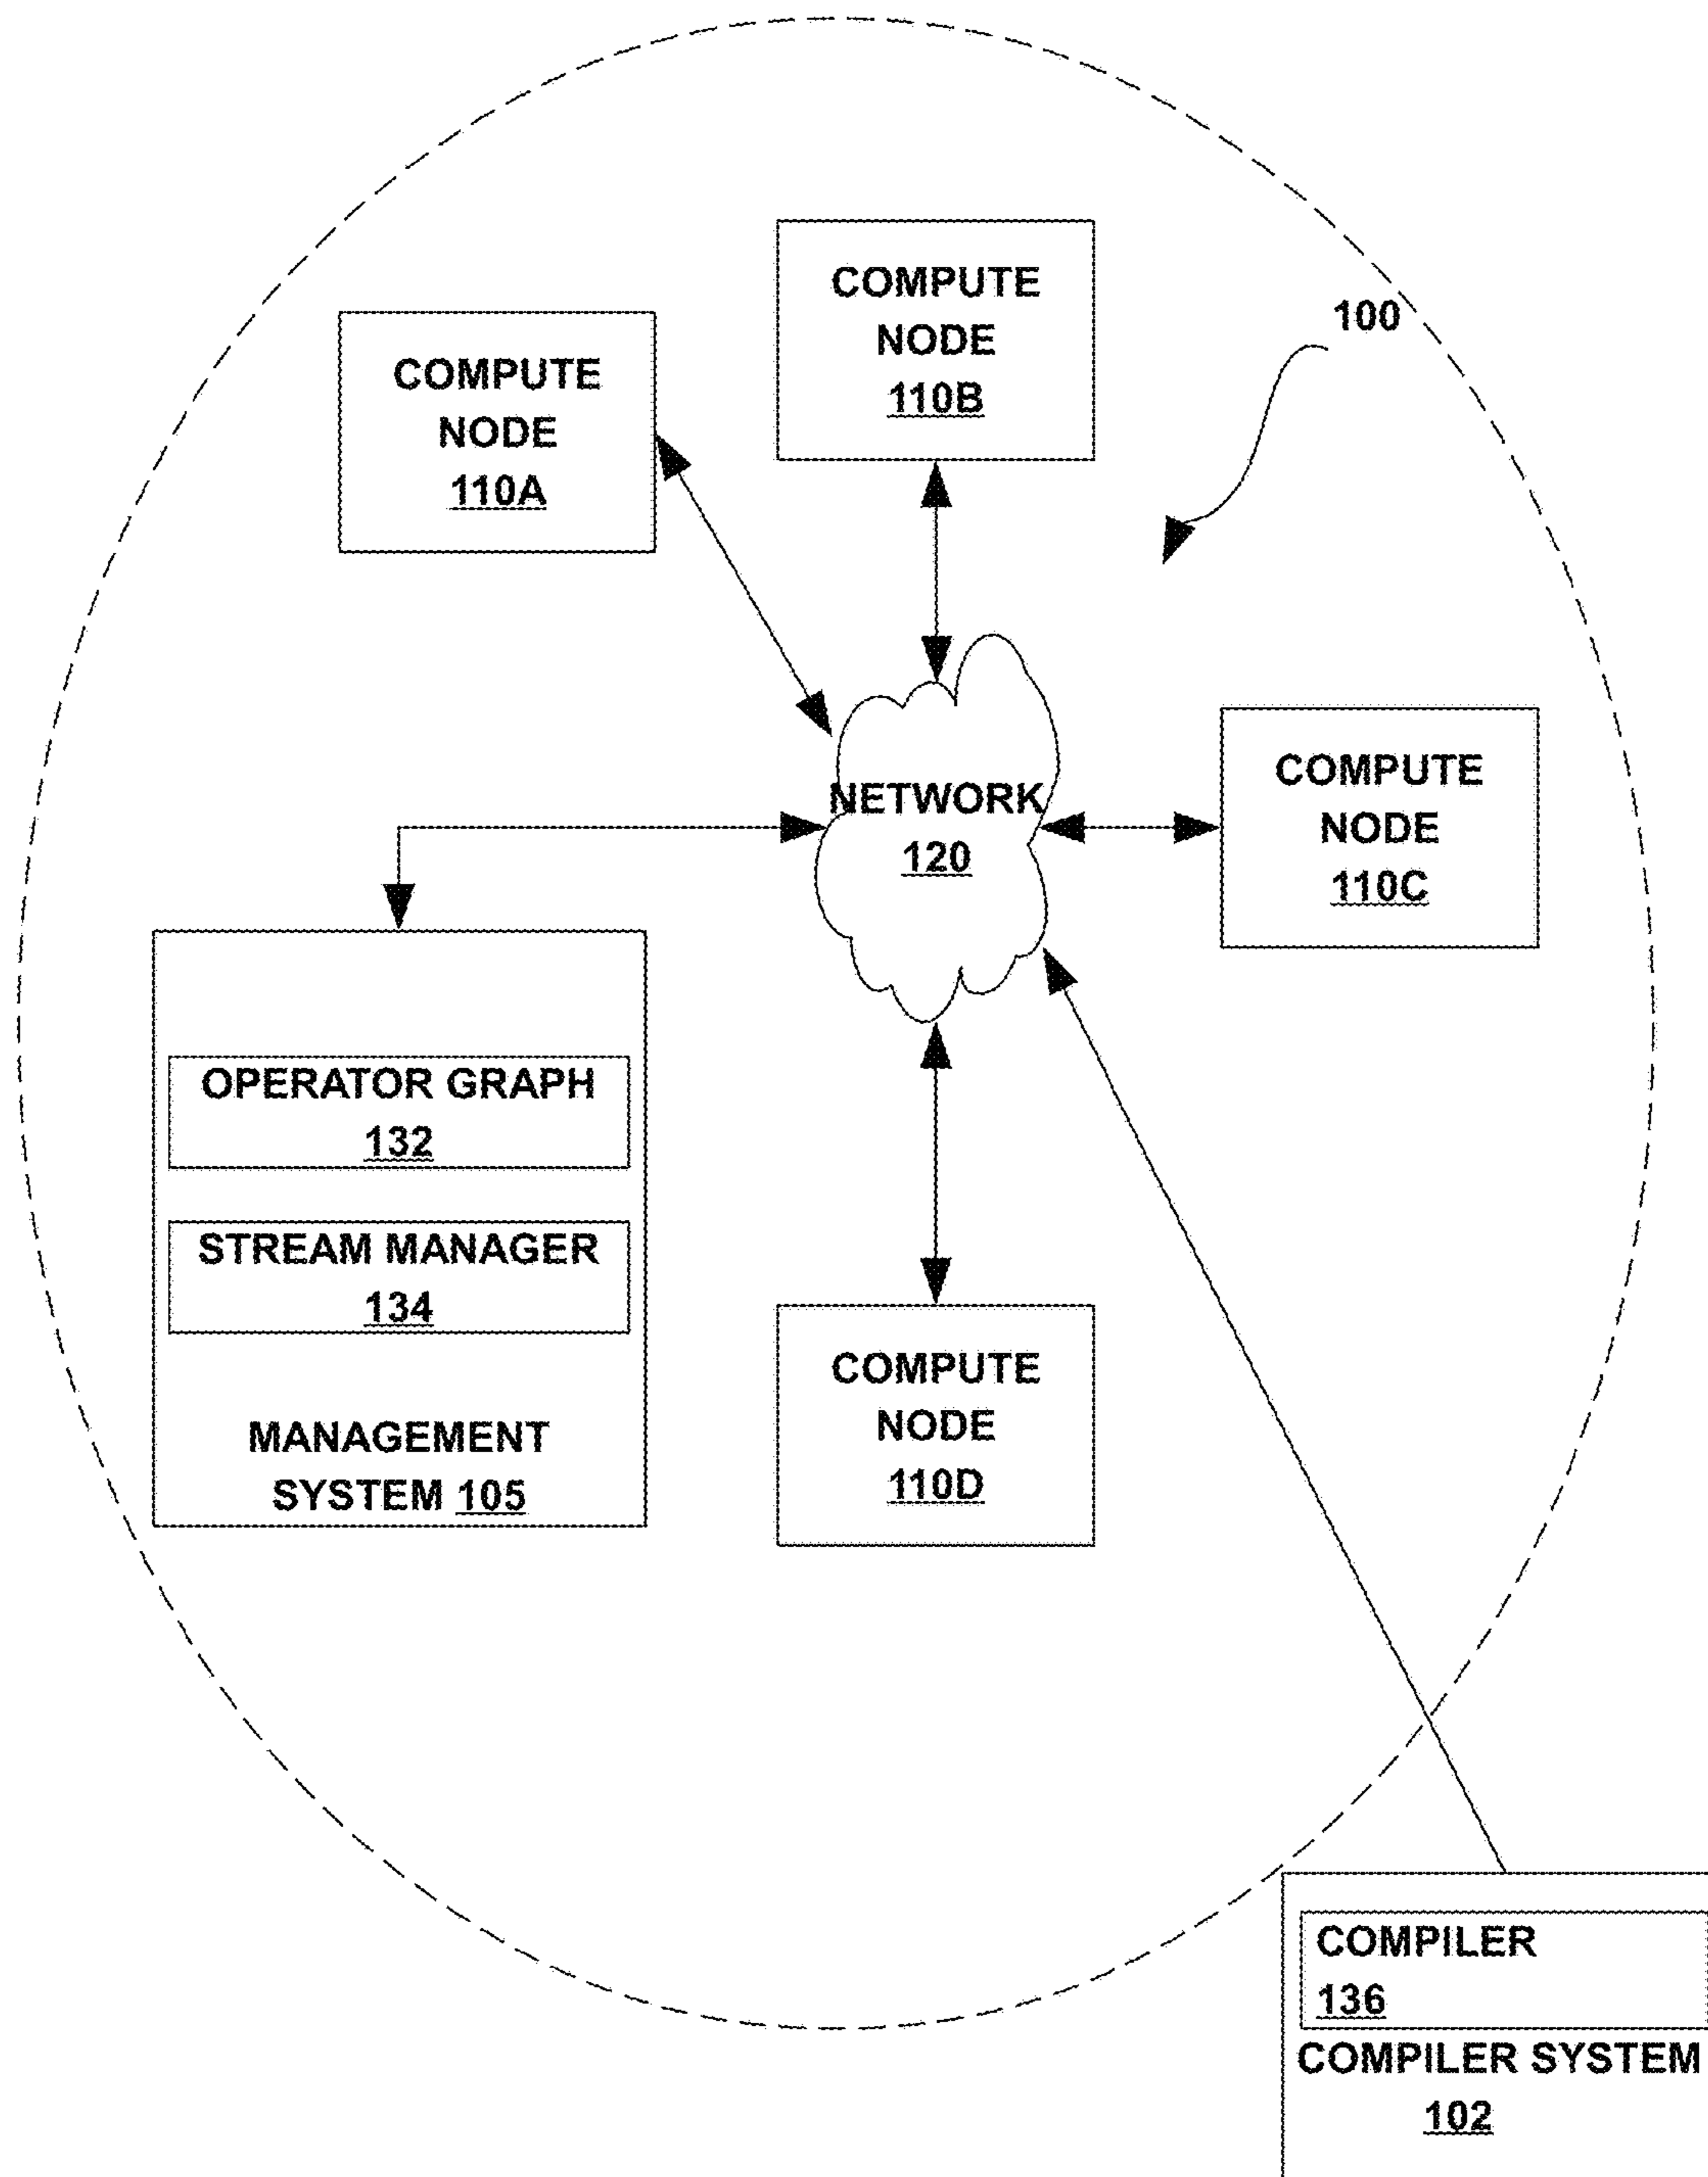 COMPUTE
NODE
110B
100
COMPUTE
NODE
110A
NETWORK
120
COMPUTE
NODE
110C
OPERATOR GRAPH
132
STREAM MANAGER
134
MANAGEMENT
SYSTEM 105
COMPUTE
NODE
110D
COMPILER
136
COMPILER SYSTEM
102